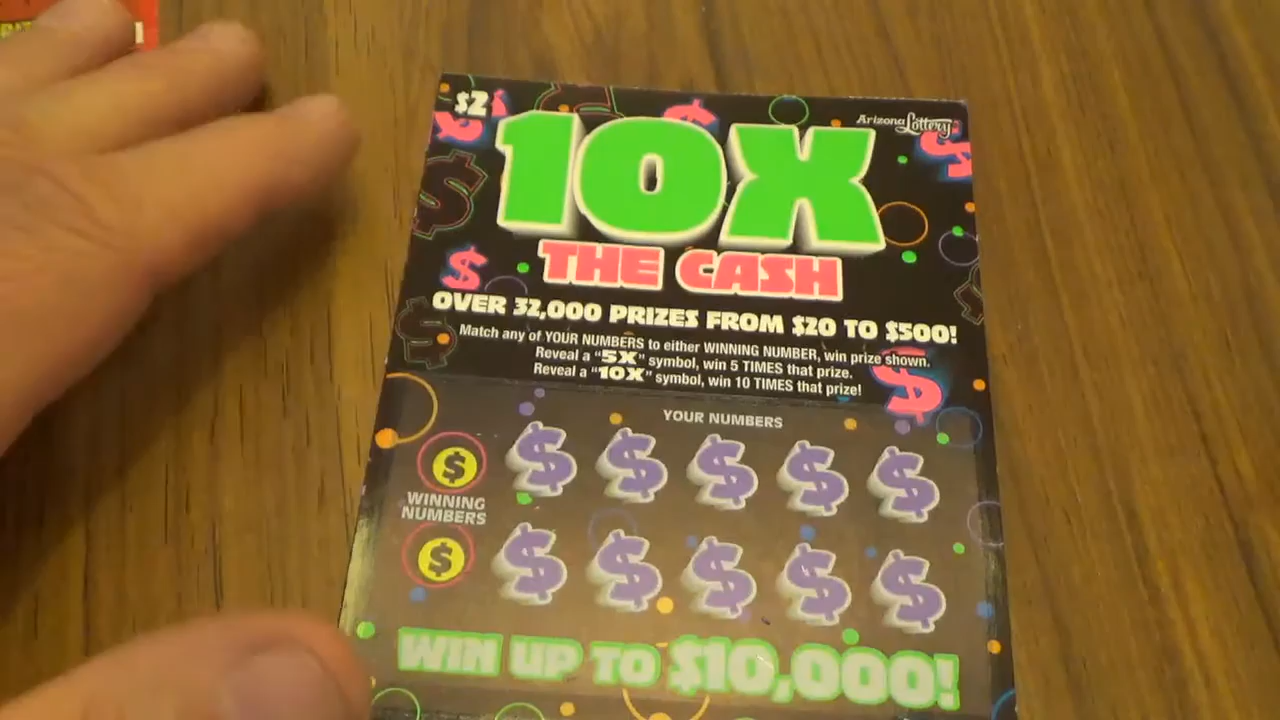 $2
Arizona Lottery
10X
THE CASH
OVER 32,000 PRIZES FROM $20 TO $500!
Match any of YOUR NUMBERS to either WINNING NUMBER, win prize shown.
Reveal a "5X" symbol, win 5 TIMES that prize.
Reveal a "10X" symbol, win 10 TIMES that prize!
YOUR NUMBERS
$ $ $ $ $ $
WINNING
NUMBERS
$ $ $ $ $ $
WIN UP TO $10,000!